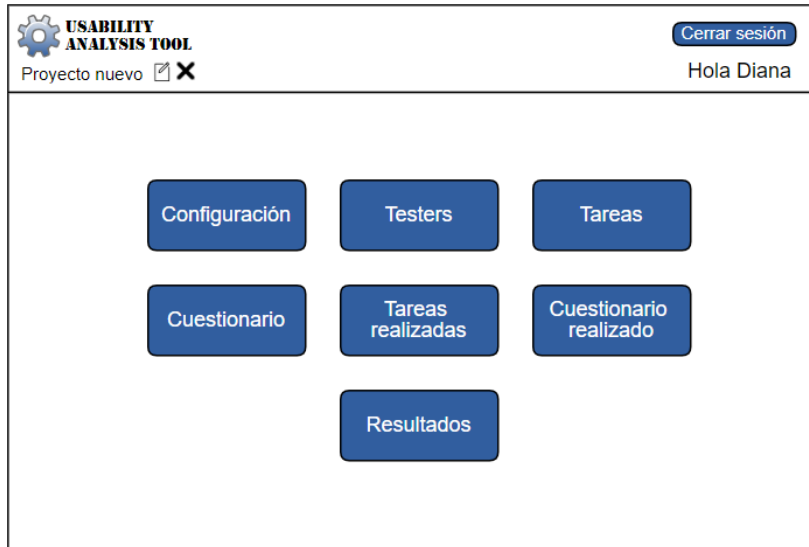 USABILITY
ANALYSIS TOOL
Cerrar sesión
Proyecto nuevo
Hola Diana
Configuración
Testers
Tareas
Cuestionario
Tareas
realizadas
Cuestionario
realizado
Resultados